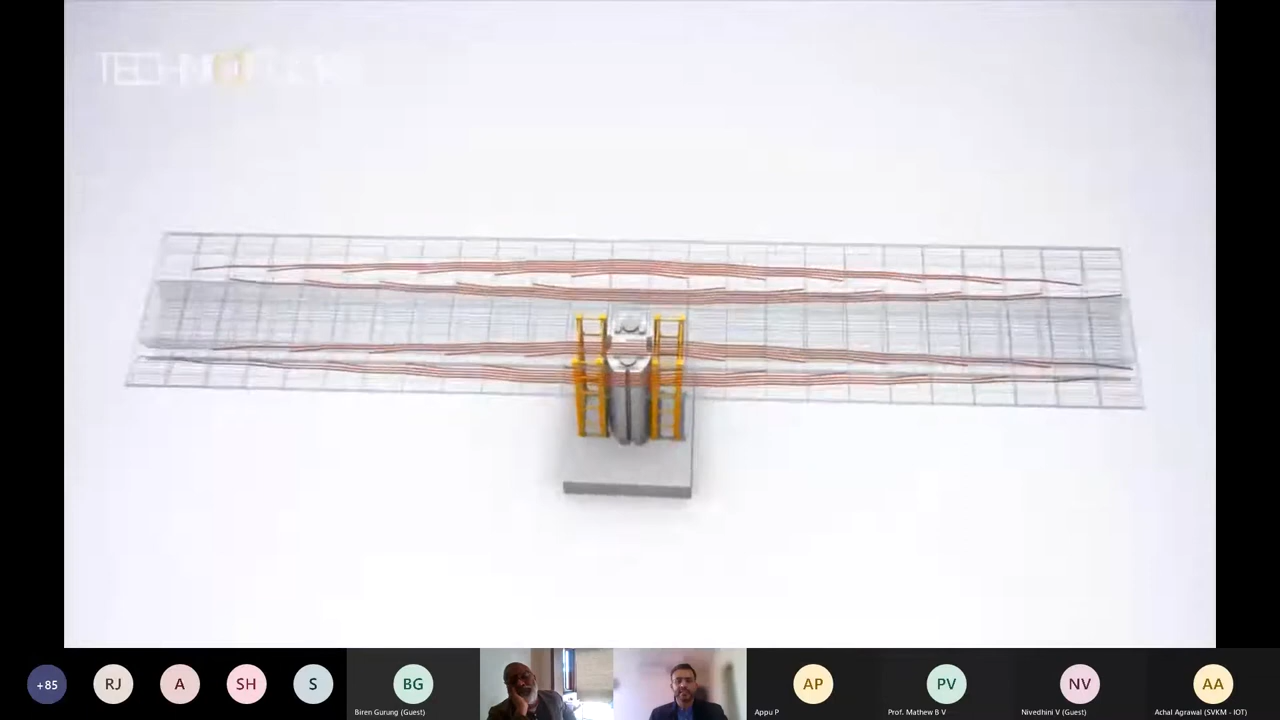 +85
RJ
A
SH
S
BG
Biren Gurung (Guest)
AP
Appu P
PV
Prof. Mathew B V
NV
Nivedhini V (Guest)
AA
Achal Agrawal (SVKM - IOT)